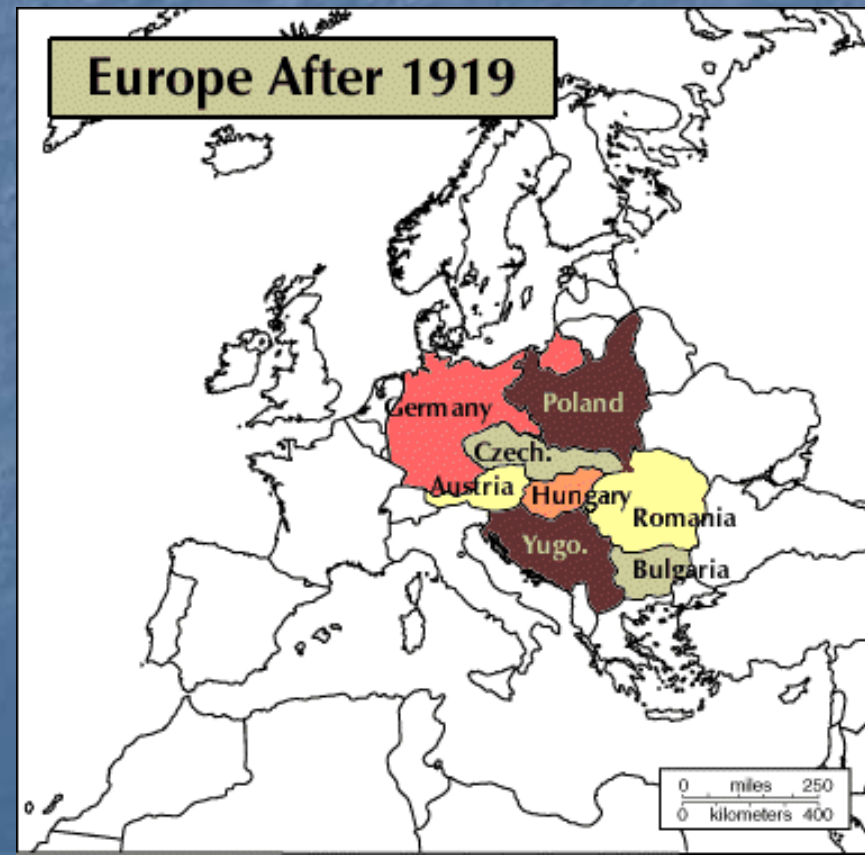 Europe After 1919
Germany
Poland
Czech.
Austria
Hungary
Romania
Yugo.
Bulgaria
0 miles 250
0 kilometers 400